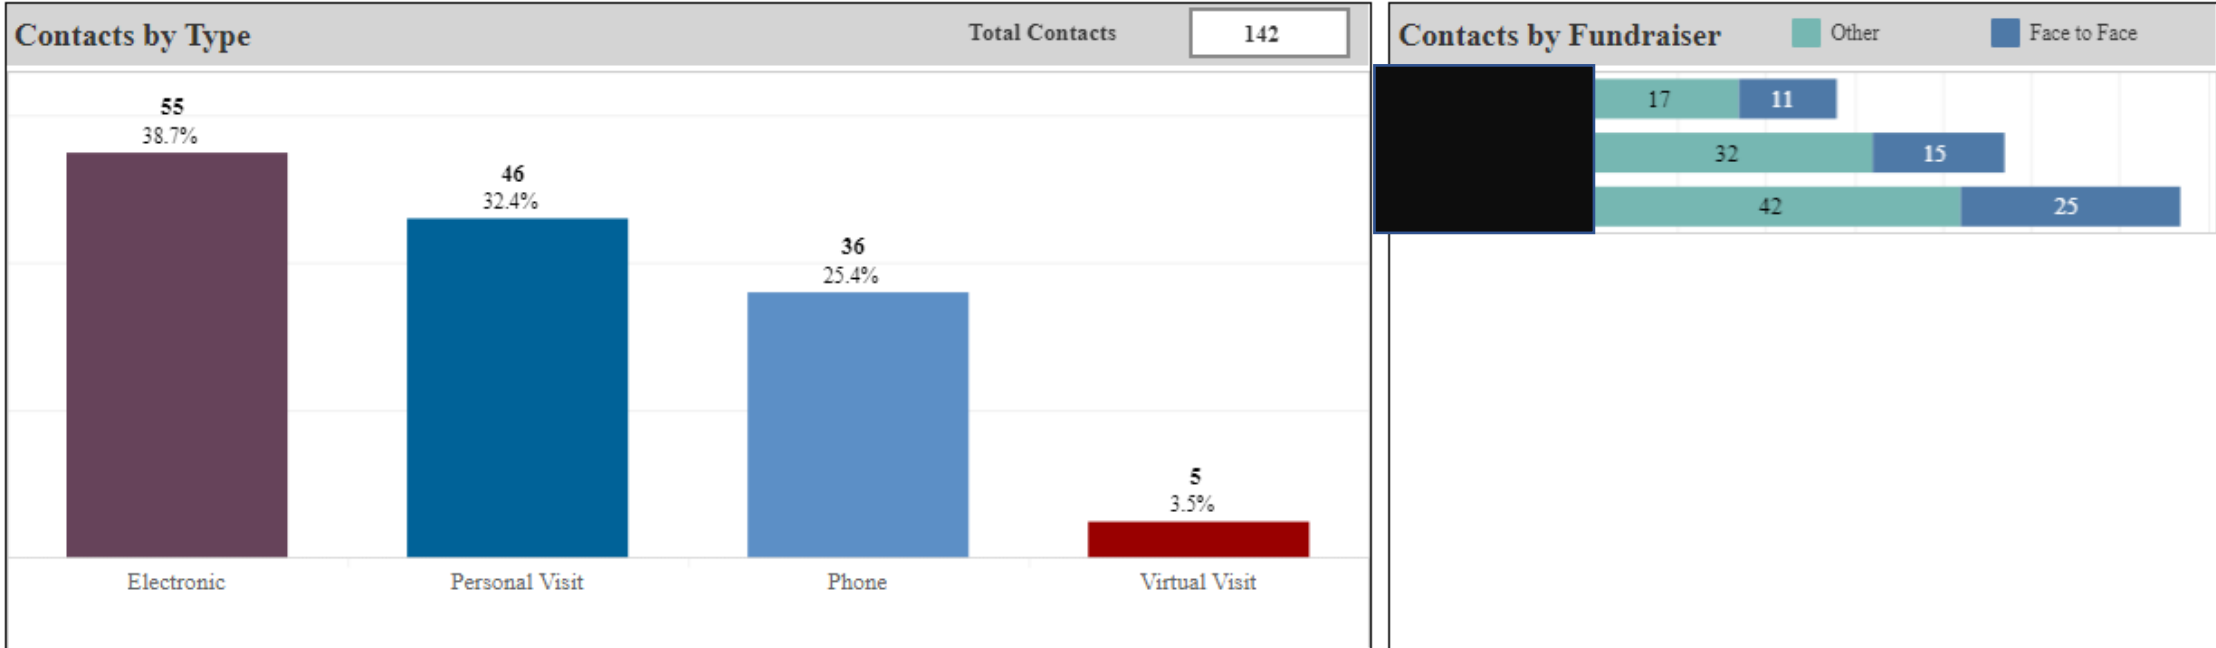 Contacts by Type
Total Contacts
142
55
38.7%
46
32.4%
36
25.4%
5
3.5%
Electronic
Personal Visit
Phone
Virtual Visit
Contacts by Fundraiser
Other
Face to Face
17 11
32 15
42 25